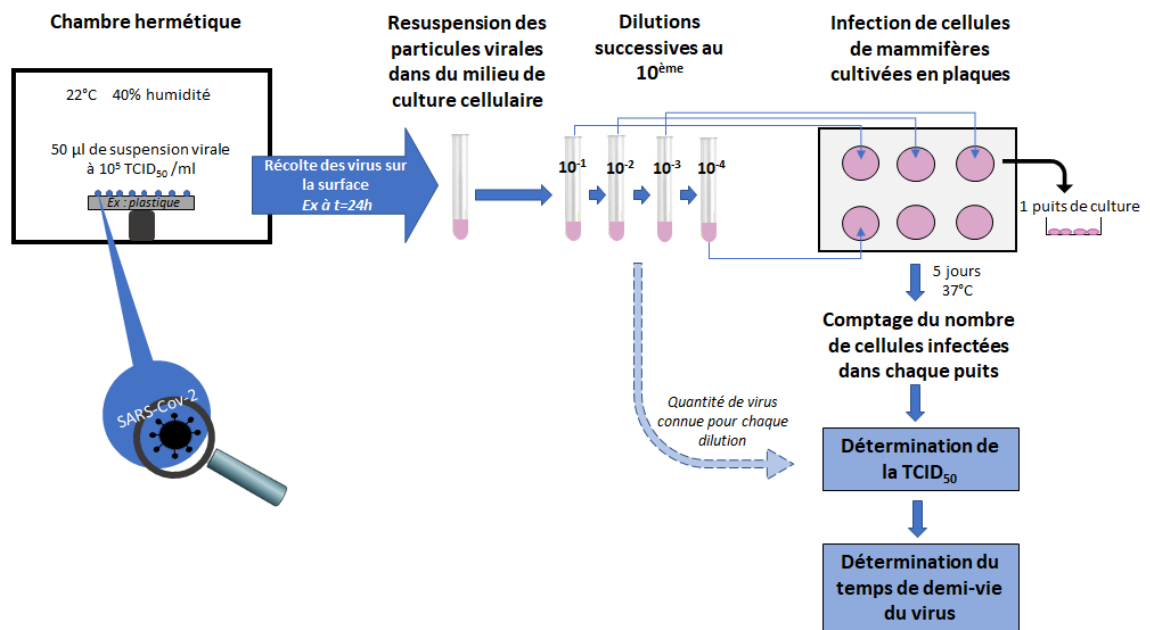 Chambre hermétique
22°C 40% humidité
50 µl de suspension virale
à 10⁵ TCID₅₀ /ml
Ex : plastique
SARS-Cov-2
Récolte des virus sur
la surface
Ex à t=24h
Resuspension des
particules virales
dans du milieu de
culture cellulaire
Dilutions
successives au
10ᵉᵐᵉ
10⁻¹
10⁻²
10⁻³
10⁻⁴
Infection de cellules
de mammifères
cultivées en plaques
1 puits de culture
5 jours
37°C
Comptage du nombre
de cellules infectées
dans chaque puits
Quantité de virus
connue pour chaque
dilution
Détermination de
la TCID₅₀
Détermination du
temps de demi-vie
du virus